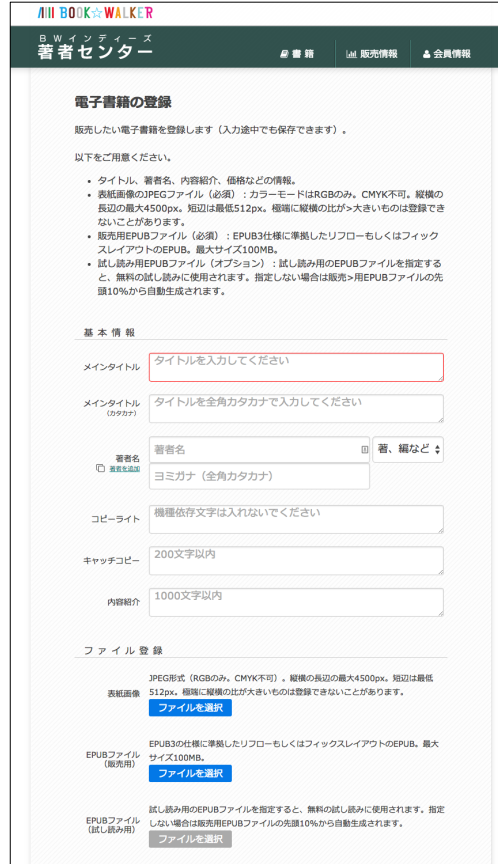 BOOK☆WALKER
BWインディーズ
著者センター
書籍
販売情報
会員情報
電子書籍の登録
販売したい電子書籍を登録します（入力途中でも保存できます）。
以下をご用意ください。
• タイトル、著者名、内容紹介、価格などの情報。
• 表紙画像のJPEGファイル（必須）：カラーモードはRGBのみ。CMYK不可。縦横の
長辺の最大4500px。短辺は最低512px。極端に縦横の比が>大きいものは登録でき
ないことがあります。
• 販売用EPUBファイル（必須）：EPUB3仕様に準拠したリフローもしくはフィック
スレイアウトのEPUB。最大サイズ100MB。
• 試し読み用EPUBファイル（オプション）：試し読み用のEPUBファイルを指定する
と、無料の試し読みに使用されます。指定しない場合は販売>用EPUBファイルの先
頭10%から自動生成されます。
基本情報
メインタイトル
タイトルを入力してください
メインタイトル
（カタカナ）
タイトルを全角カタカナで入力してください
著者名
著者を追加
著者名
著、編など
ヨミガナ（全角カタカナ）
コピーライト
機種依存文字は入れないでください
キャッチコピー
200文字以内
内容紹介
1000文字以内
ファイル登録
表紙画像
JPEG形式（RGBのみ。CMYK不可）。縦横の長辺の最大4500px。短辺は最低
512px。極端に縦横の比が大きいものは登録できないことがあります。
ファイルを選択
EPUBファイル
（販売用）
EPUB3の仕様に準拠したリフローもしくはフィックスレイアウトのEPUB。最大
サイズ100MB。
ファイルを選択
EPUBファイル
（試し読み用）
試し読み用のEPUBファイルを指定すると、無料の試し読みに使用されます。指定
しない場合は販売用EPUBファイルの先頭10%から自動生成されます。
ファイルを選択